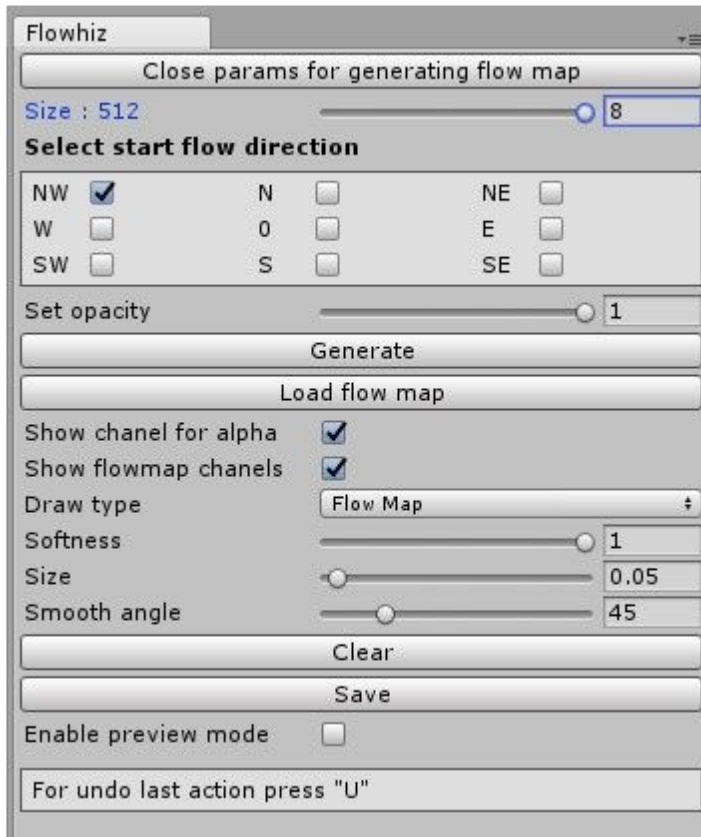 Flowhiz
Close params for generating flow map
Size : 512 8
Select start flow direction
NW N NE
W 0 E
SW S SE
Set opacity 1
Generate
Load flow map
Show chanel for alpha
Show flowmap chanels
Draw type Flow Map
Softness 1
Size 0.05
Smooth angle 45
Clear
Save
Enable preview mode
For undo last action press "U"